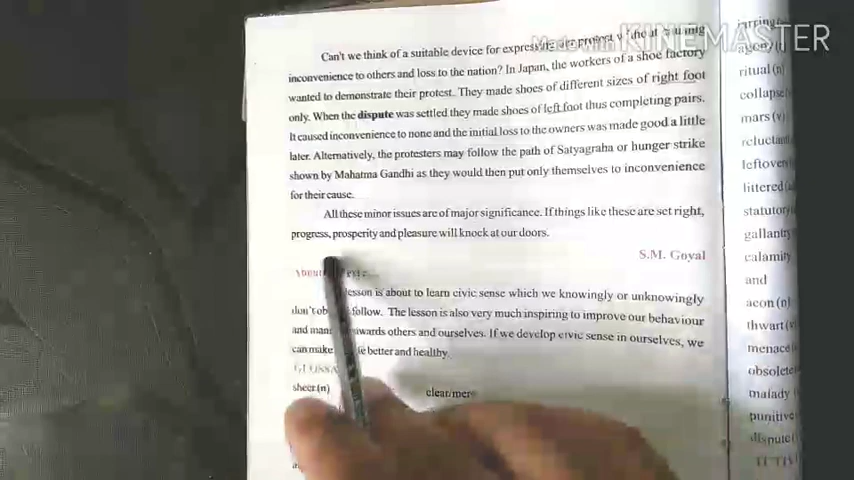 Made with KINEMASTER
Can't we think of a suitable device for expressing our protest without causing
inconvenience to others and loss to the nation? In Japan, the workers of a shoe factory
wanted to demonstrate their protest. They made shoes of different sizes of right foot
only. When the dispute was settled they made shoes of left foot thus completing pairs.
It caused inconvenience to none and the initial loss to the owners was made good a little
later. Alternatively, the protesters may follow the path of Satyagraha or hunger strike
shown by Mahatma Gandhi as they would then put only themselves to inconvenience
for their cause.
All these minor issues are of major significance. If things like these are set right,
progress, prosperity and pleasure will knock at our doors.
S.M. Goyal
lesson is about to learn civic sense which we knowingly or unknowingly
don't follow. The lesson is also very much inspiring to improve our behaviour
and towards others and ourselves. If we develop civic sense in ourselves, we
can make better and healthy.
sheer(n) clear/mere
jarring
agony(n)
ritual(n)
collapse
mars(v)
reluctant
leftover
littered
statutory
gallantry
calamity
and
aeon(n)
thwart(v)
menace
obsolete
malady
punitive
dispute